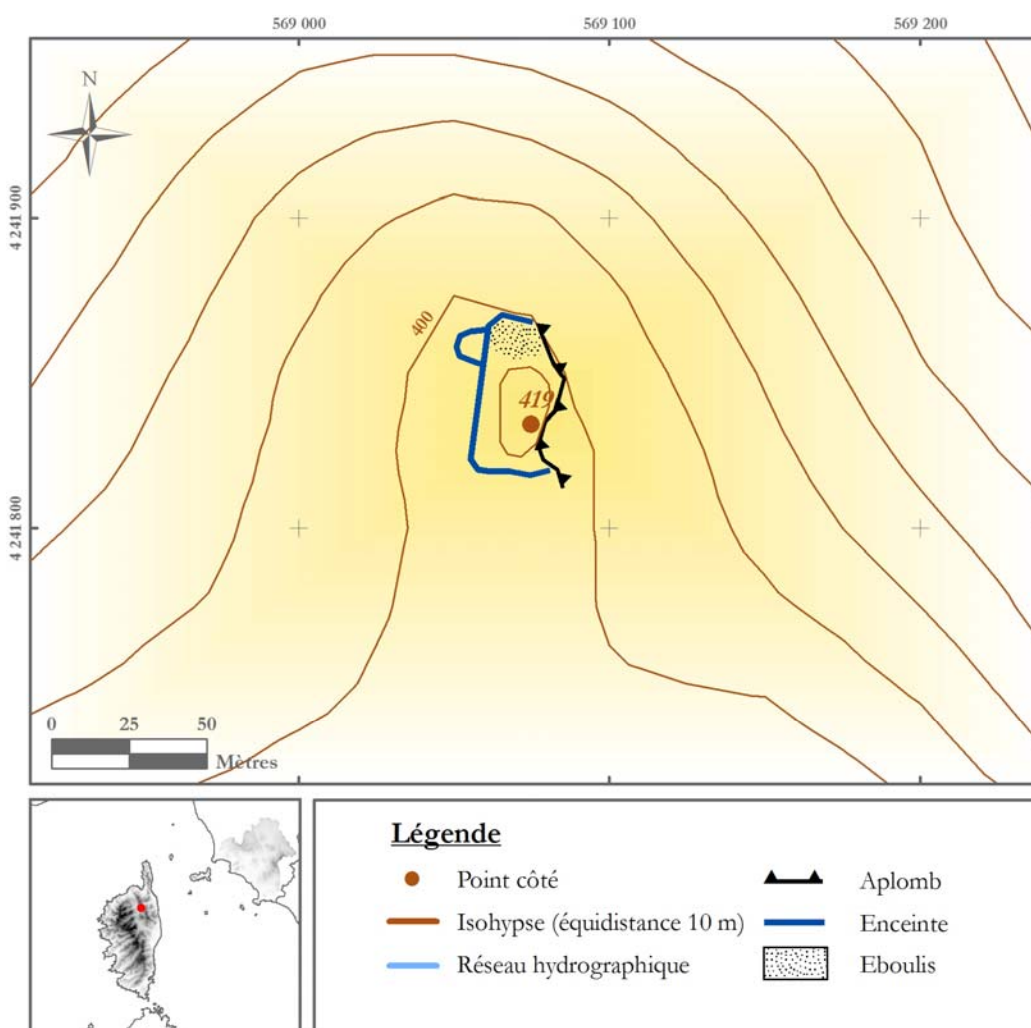 569 000 569 100 569 200
N
4 241 900
400
419
4 241 800
0 25 50
Mètres
Légende
Point côté
Aplomb
Isohypse (équidistance 10 m)
Enceinte
Réseau hydrographique
Eboulis